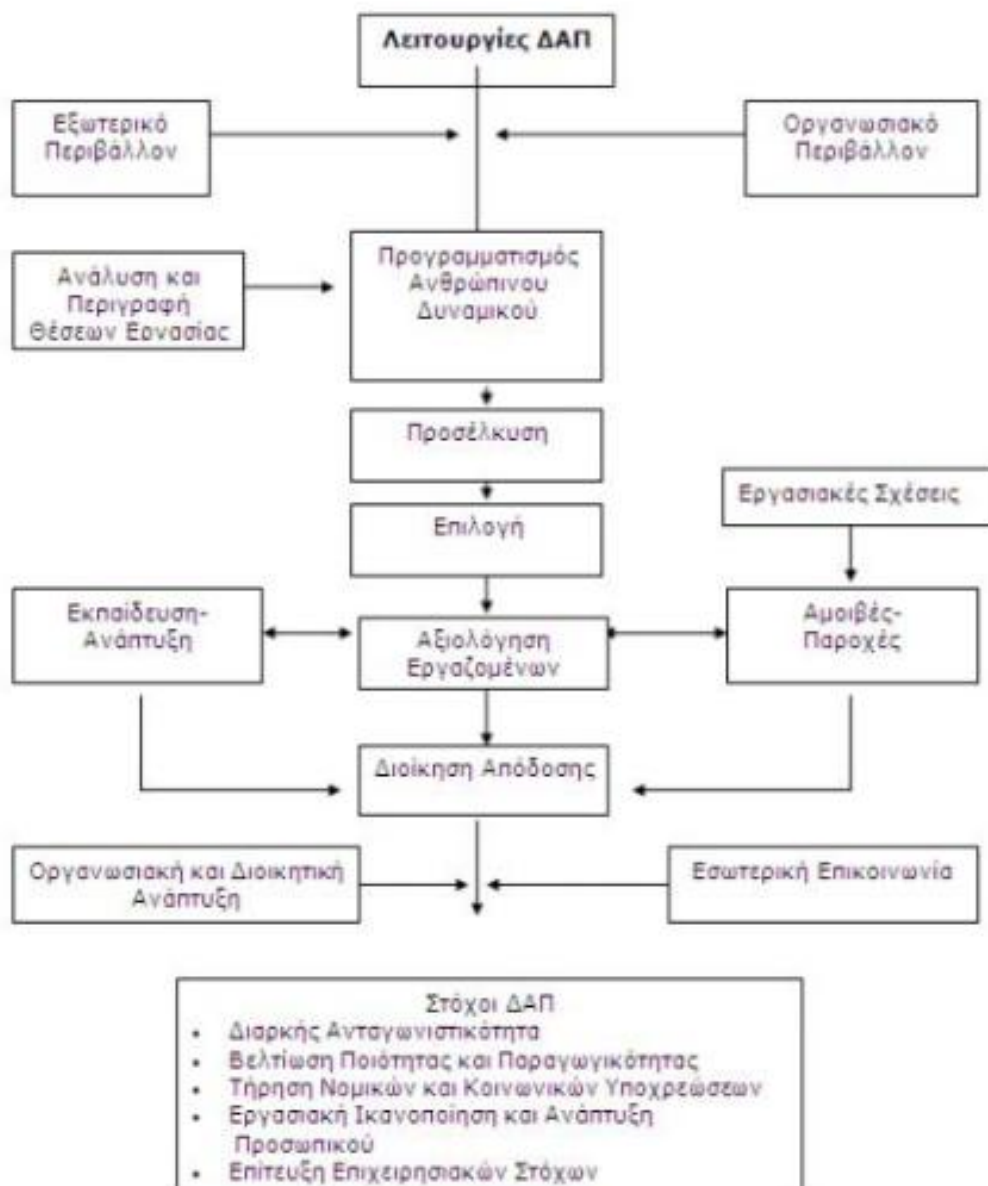 Λειτουργίες ΔΑΠ
Εξωτερικό
Περιβάλλον
Οργανωσιακό
Περιβάλλον
Προγραμματισμός
Ανθρώπινου
Δυναμικού
Ανάλυση και
Περιγραφή
Θέσεων Εργασίας
Προσέλκυση
Επιλογή
Εργασιακές Σχέσεις
Εκπαίδευση-
Ανάπτυξη
Αξιολόγηση
Εργαζομένων
Αμοιβές-
Παροχές
Διοίκηση Απόδοσης
Οργανωσιακή και Διοικητική
Ανάπτυξη
Εσωτερική Επικοινωνία
Στόχοι ΔΑΠ
• Διαρκής Ανταγωνιστικότητα
• Βελτίωση Ποιότητας και Παραγωγικότητας
• Τήρηση Νομικών και Κοινωνικών Υποχρεώσεων
• Εργασιακή Ικανοποίηση και Ανάπτυξη
Προσωπικού
• Επίτευξη Επιχειρησιακών Στόχων